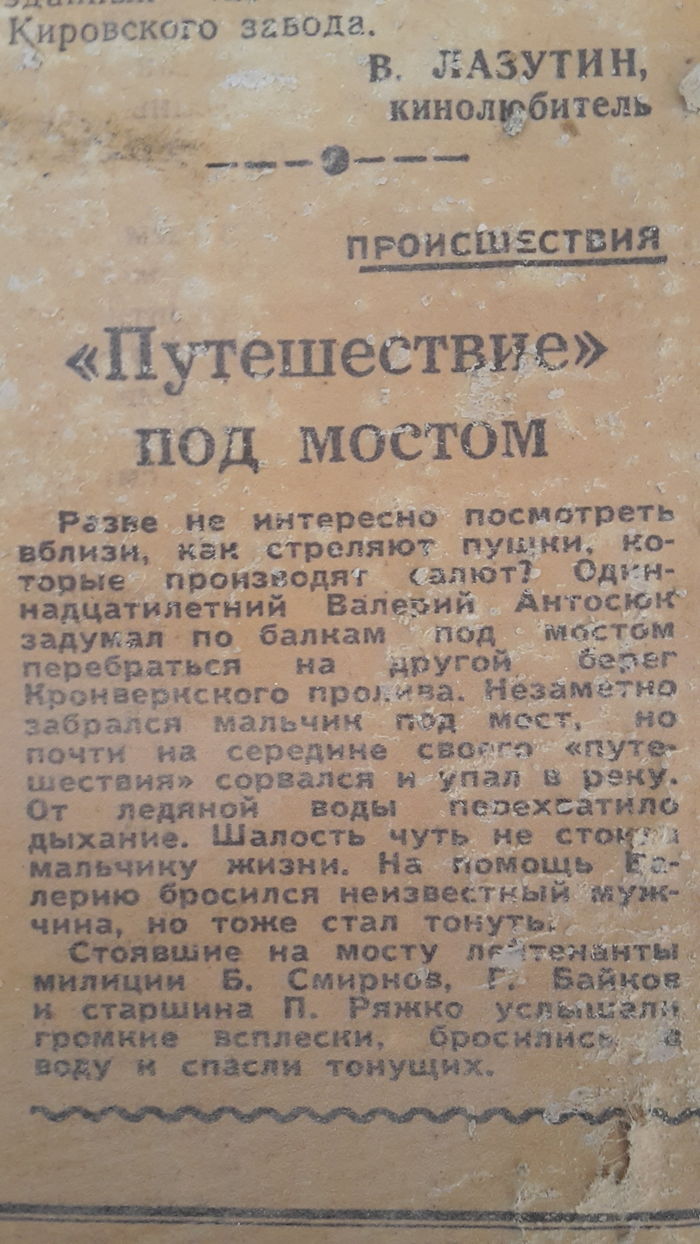 Кировского завода.
В. ЛАЗУТИН,
кинолюбитель
ПРОИСШЕСТВИЯ
«Путешествие»
под мостом
Разве не интересно посмотреть
вблизи, как стреляют пушки, ко-
торые производят салют? Один-
надцатилетний Валерий Антосюк
задумал по балкам под мостом
перебраться на другой берег
Кронверкского пролива. Незаметно
забрался мальчик под мост, но
почти на середине своего «путе-
шествия» сорвался и упал в реку.
От ледяной воды перехватило
дыхание. Шалость чуть не стоила
мальчику жизни. На помощь Ва-
лерию бросился неизвестный муж-
чина, но тоже стал тонуть.
Стоявшие на мосту лейтенанты
милиции Б. Смирнов, Г. Байков
и старшина П. Ряжко услышали
громкие всплески, бросились в
воду и спасли тонущих.